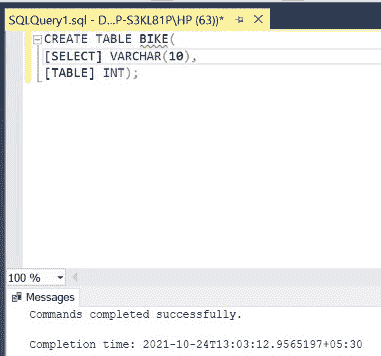 SQLQuery1.sql - D...P-S3KL81P\HP (63))*
CREATE TABLE BIKE(
[SELECT] VARCHAR(10),
[TABLE] INT);
100 %
Messages
Commands completed successfully.
Completion time: 2021-10-24T13:03:12.9565197+05:30